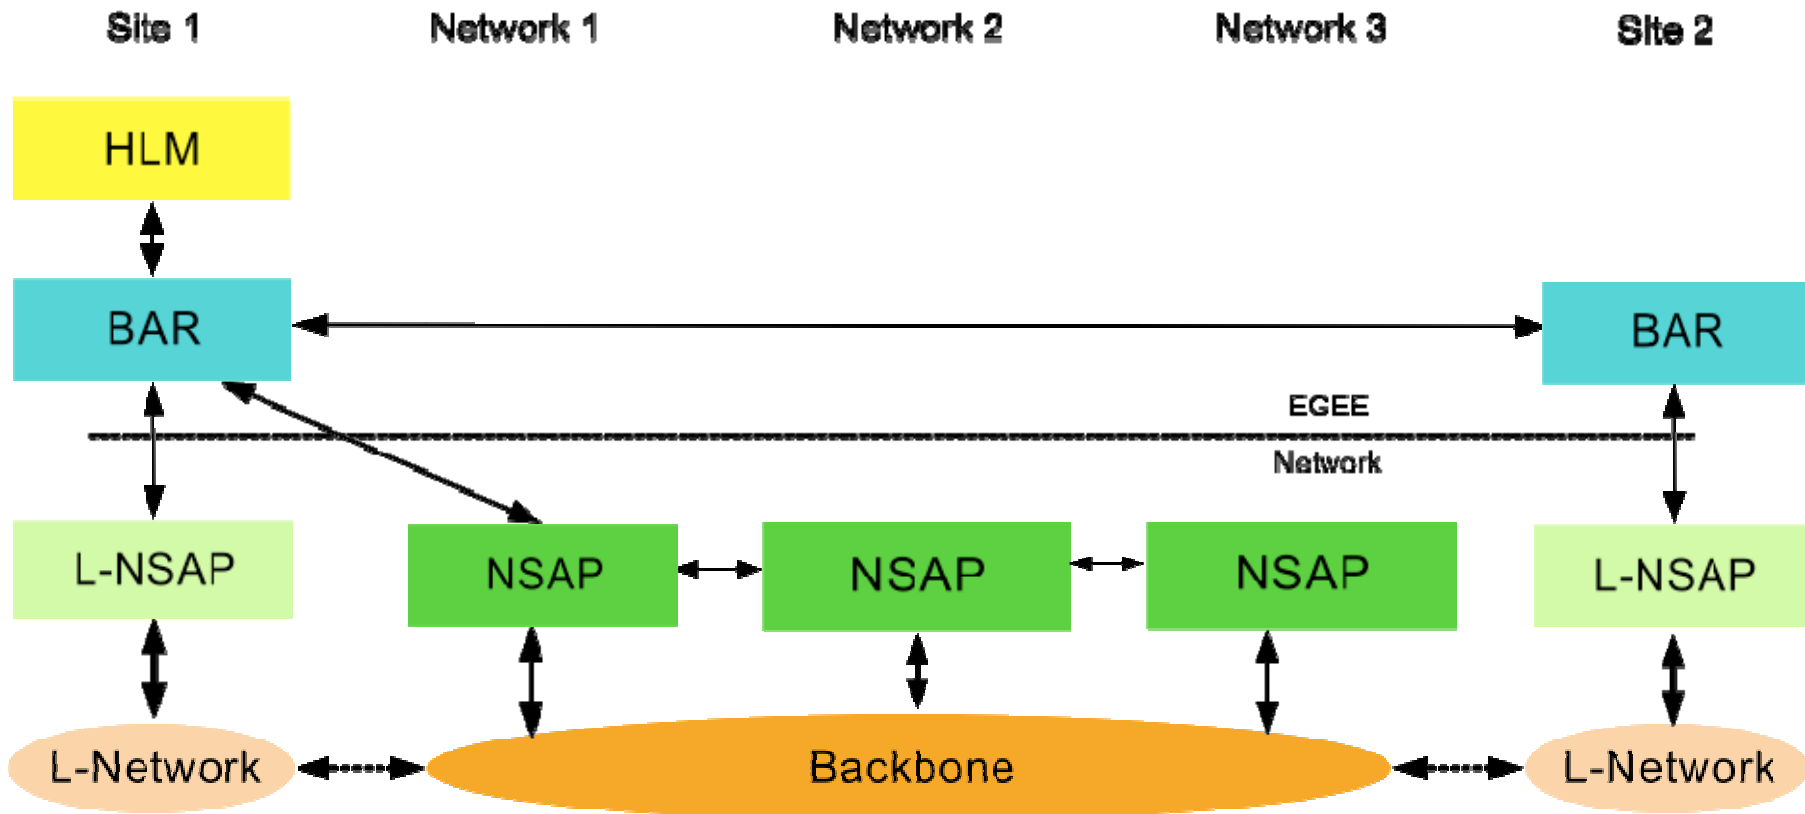 Site 1 Network 1 Network 2 Network 3 Site 2
HLM
BAR BAR
EGEE
Network
L-NSAP NSAP NSAP NSAP L-NSAP
L-Network Backbone L-Network